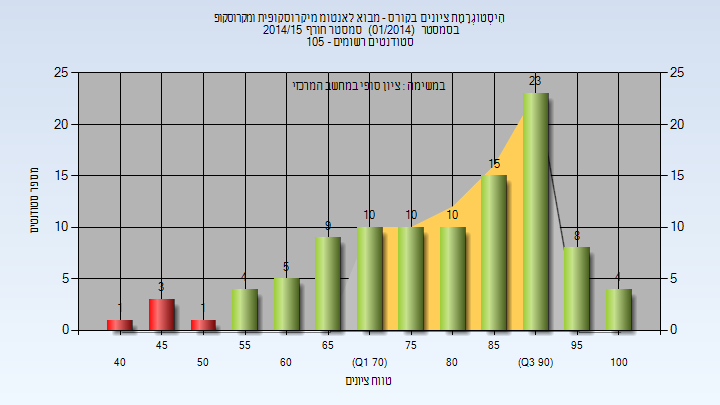 היסטוגרמת ציונים בקורס - מבוא לאנטומ מיקרוסקופית ומקרוסקופ
בסמסטר (01/2014) סמסטר חורף 2014/15
סטודנטים רשומים - 105
במשימה : ציון סופי במחשב המרכזי
מספר סטודנטים
25 25
20 20
15 15
10 10
5 5
0 0
1 3 1 4 5 9 10 10 10 15 23 8 4
45 55 65 75 85 95
40 50 60 (Q1 70) 80 (Q3 90) 100
טווח ציונים